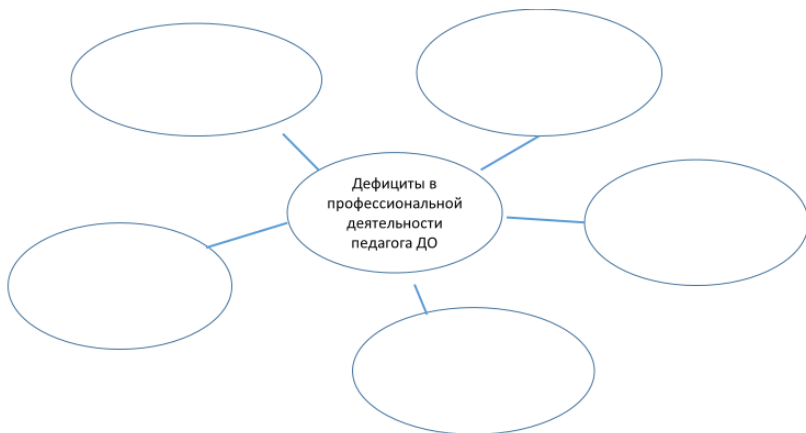 Дефициты в
профессиональной
деятельности
педагога ДО